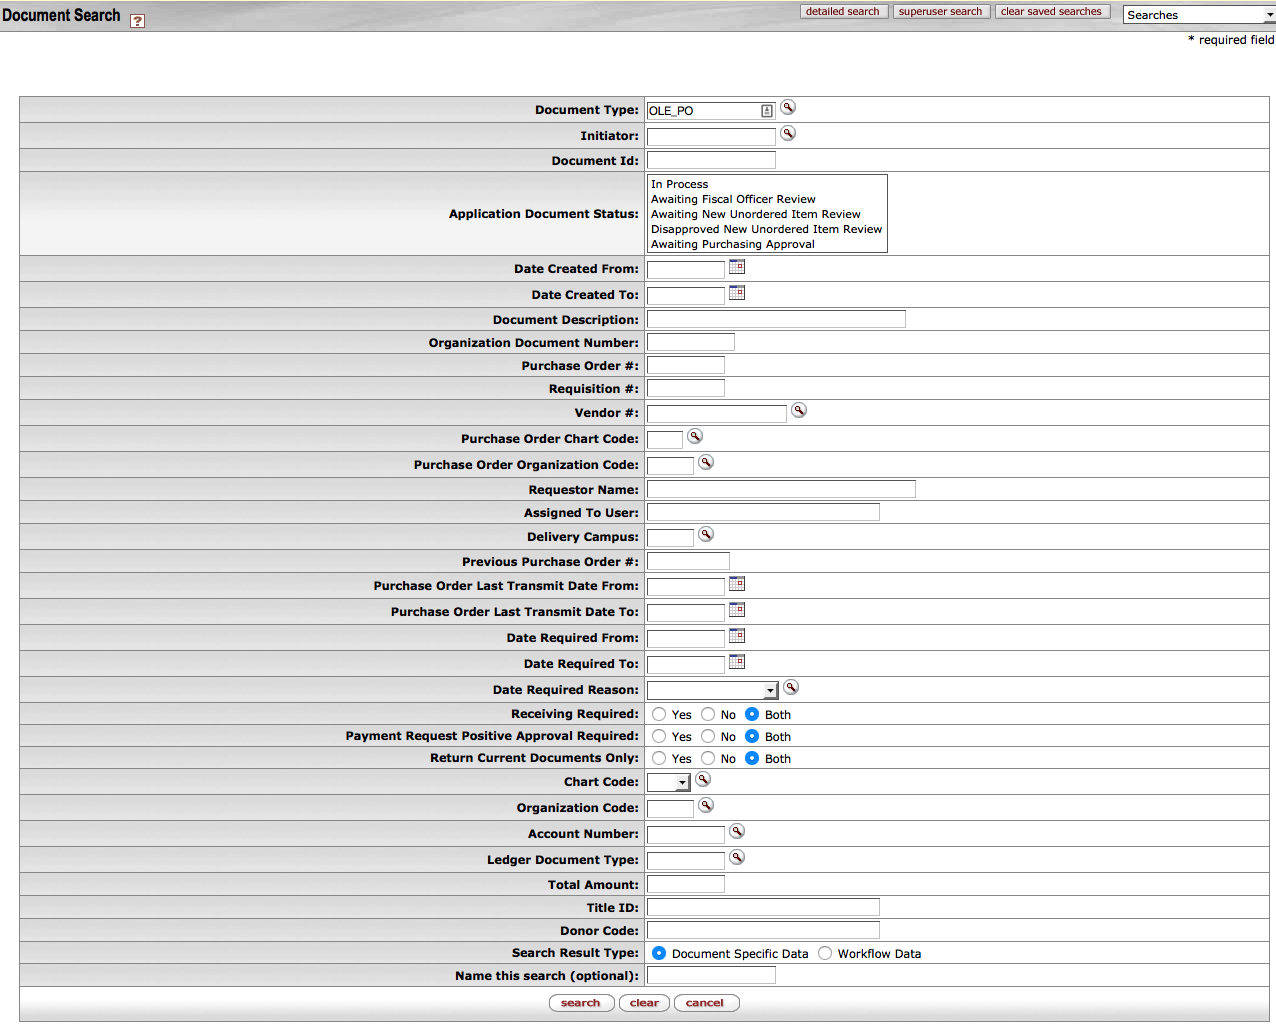 Document Search ?
detailed search superuser search clear saved searches Searches
* required field
Document Type: OLE_PO
Initiator:
Document Id:
Application Document Status:
In Process
Awaiting Fiscal Officer Review
Awaiting New Unordered Item Review
Disapproved New Unordered Item Review
Awaiting Purchasing Approval
Date Created From:
Date Created To:
Document Description:
Organization Document Number:
Purchase Order #:
Requisition #:
Vendor #:
Purchase Order Chart Code:
Purchase Order Organization Code:
Requestor Name:
Assigned To User:
Delivery Campus:
Previous Purchase Order #:
Purchase Order Last Transmit Date From:
Purchase Order Last Transmit Date To:
Date Required From:
Date Required To:
Date Required Reason:
Receiving Required: Yes No Both
Payment Request Positive Approval Required: Yes No Both
Return Current Documents Only: Yes No Both
Chart Code:
Organization Code:
Account Number:
Ledger Document Type:
Total Amount:
Title ID:
Donor Code:
Search Result Type: Document Specific Data Workflow Data
Name this search (optional):
search clear cancel